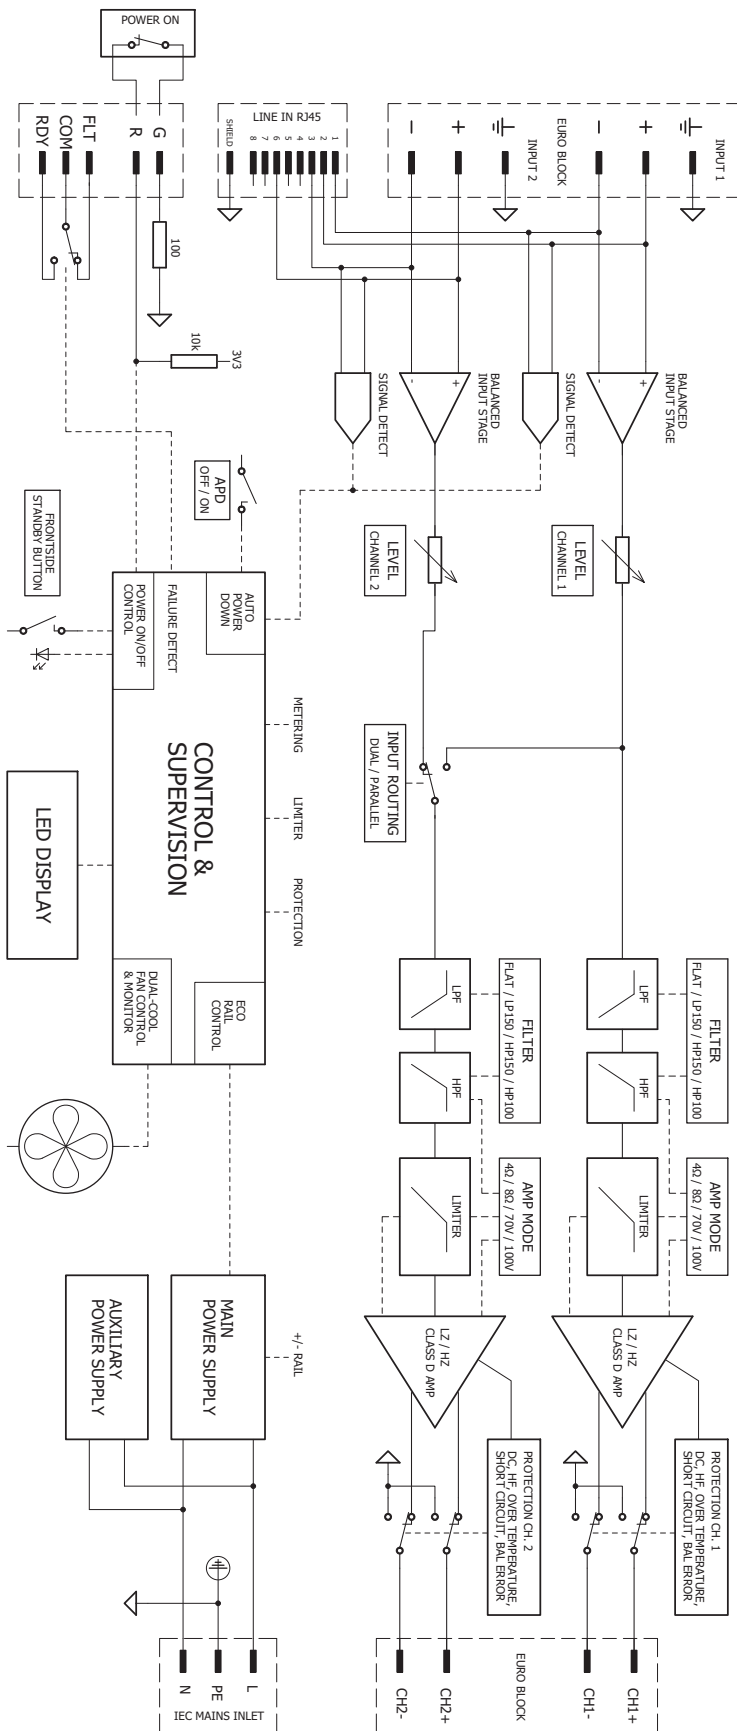 POWER ON
FLT
COM
RDY
R
G
LINE IN RJ45
SHIELD
8
7
6
5
4
3
2
1
EURO BLOCK
INPUT 1
INPUT 2
+
-
+
-
100
10k
3V3
BALANCED
INPUT STAGE
+
-
SIGNAL DETECT
BALANCED
INPUT STAGE
+
-
SIGNAL DETECT
APD
OFF / ON
LEVEL
CHANNEL 1
LEVEL
CHANNEL 2
FRONTSIDE
STANDBY BUTTON
AUTO
POWER
DOWN
FAILURE DETECT
POWER ON/OFF
CONTROL
METERING
LIMITER
PROTECTION
CONTROL &
SUPERVISION
LED DISPLAY
ECO
RAIL
CONTROL
DUAL-COOL
FAN CONTROL
& MONITOR
INPUT ROUTING
DUAL / PARALLEL
FILTER
FLAT / LP150 / HP150 / HP100
LPF
HPF
FILTER
FLAT / LP150 / HP150 / HP100
LPF
HPF
AMP MODE
4Ω / 8Ω / 70V / 100V
LIMITER
AMP MODE
4Ω / 8Ω / 70V / 100V
LIMITER
LZ / HZ
CLASS D AMP
LZ / HZ
CLASS D AMP
MAIN
POWER SUPPLY
AUXILIARY
POWER SUPPLY
+/- RAIL
PROTECTION CH. 1
DC, HF, OVER TEMPERATURE,
SHORT CIRCUIT, BAL ERROR
PROTECTION CH. 2
DC, HF, OVER TEMPERATURE,
SHORT CIRCUIT, BAL ERROR
EURO BLOCK
CH1+
CH1-
CH2+
CH2-
L
PE
N
IEC MAINS INLET